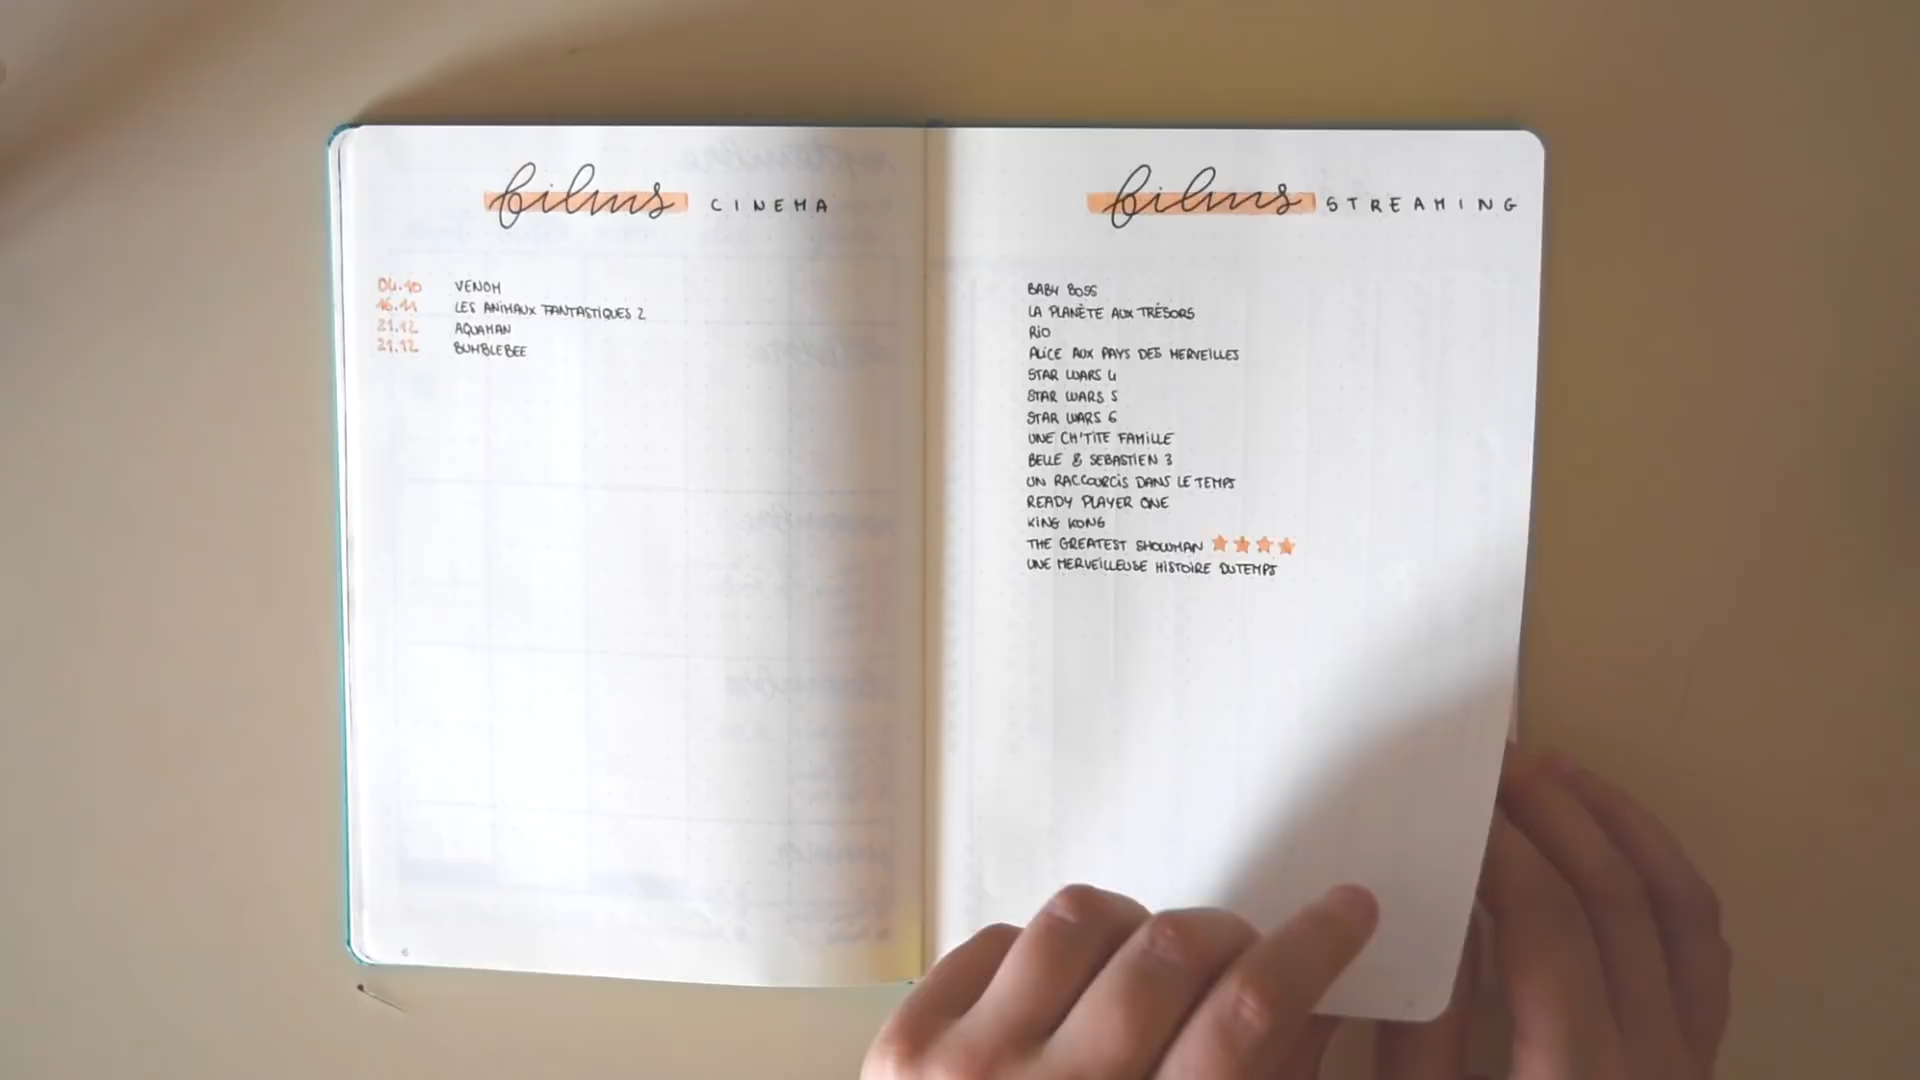 films CINEMA
04.10 VENOM
16.11 LES ANIMAUX FANTASTIQUES 2
21.12 AQUAMAN
21.12 BUMBLEBEE
6
films STREAMING
BABY BOSS
LA PLANÈTE AUX TRÉSORS
RIO
ALICE AUX PAYS DES MERVEILLES
STAR WARS 4
STAR WARS 5
STAR WARS 6
UNE CH'TITE FAMILLE
BELLE & SEBASTIEN 3
UN RACCOURCIS DANS LE TEMPS
READY PLAYER ONE
KING KONG
THE GREATEST SHOWMAN
UNE MERVEILLEUSE HISTOIRE DU TEMPS